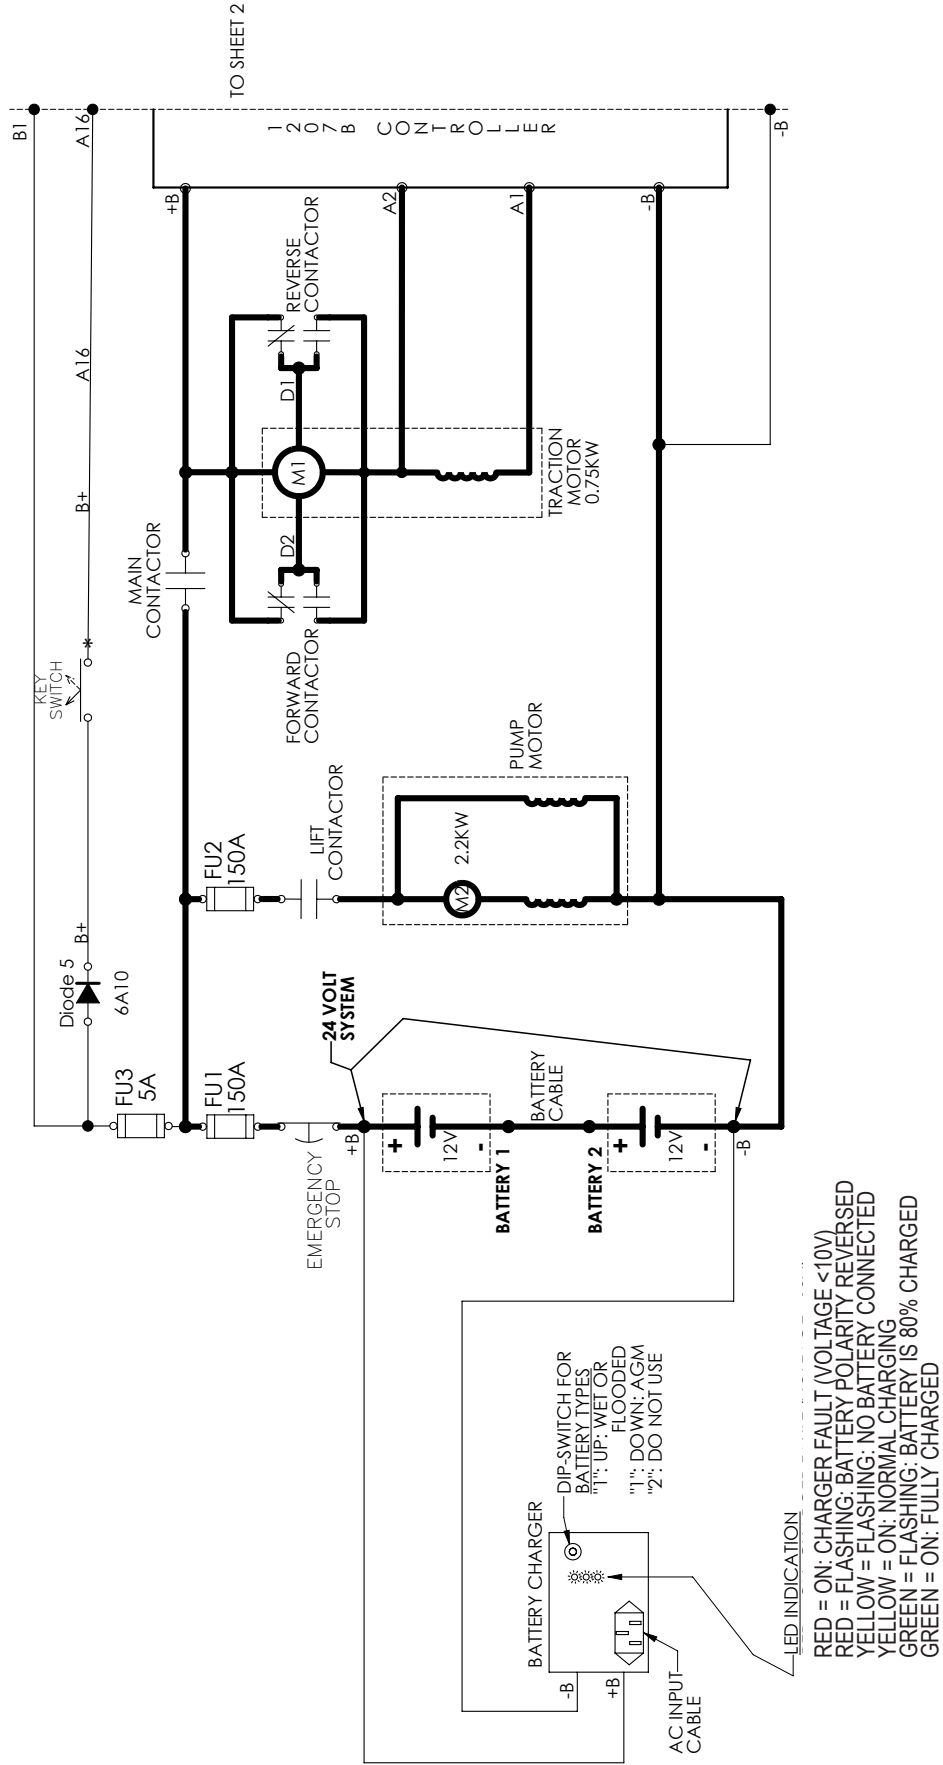 TO SHEET 2
B1
A16
A16
B+
KEY
SWITCH
*
B+
Diode 5
6A10
FU3
5A
1207B CONTROLLER
+B
A2
A1
-B
-B
REVERSE
CONTACTOR
D1
M1
D2
FORWARD
CONTACTOR
TRACTION
MOTOR
0.75KW
MAIN
CONTACTOR
PUMP
MOTOR
2.2KW
M2
LIFT
CONTACTOR
FU2
150A
FU1
150A
EMERGENCY
STOP
24 VOLT
SYSTEM
+B
+
12V
-
BATTERY 1
BATTERY
CABLE
BATTERY 2
+
12V
-
-B
BATTERY CHARGER
DIP-SWITCH FOR
BATTERY TYPES
"1": UP: WET OR
FLOODED
"1": DOWN: AGM
"2": DO NOT USE
-B
+B
AC INPUT
CABLE
LED INDICATION
RED = ON: CHARGER FAULT (VOLTAGE <10V)
RED = FLASHING: BATTERY POLARITY REVERSED
YELLOW = FLASHING: NO BATTERY CONNECTED
YELLOW = ON: NORMAL CHARGING
GREEN = FLASHING: BATTERY IS 80% CHARGED
GREEN = ON: FULLY CHARGED